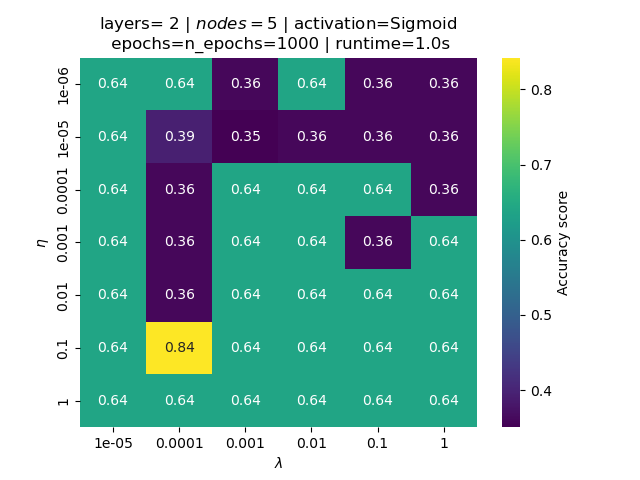 layers= 2 | nodes = 5 | activation=Sigmoid
epochs=n_epochs=1000 | runtime=1.0s
1e-06 0.64 0.64 0.36 0.64 0.36 0.36
1e-05 0.64 0.39 0.35 0.36 0.36 0.36
0.0001 0.64 0.36 0.64 0.64 0.64 0.36
0.001 0.64 0.36 0.64 0.64 0.36 0.64
0.01 0.64 0.36 0.64 0.64 0.64 0.64
0.1 0.64 0.84 0.64 0.64 0.64 0.64
1 0.64 0.64 0.64 0.64 0.64 0.64
η
1e-05 0.0001 0.001 0.01 0.1 1
λ
0.8
0.7
0.6
0.5
0.4
Accuracy score